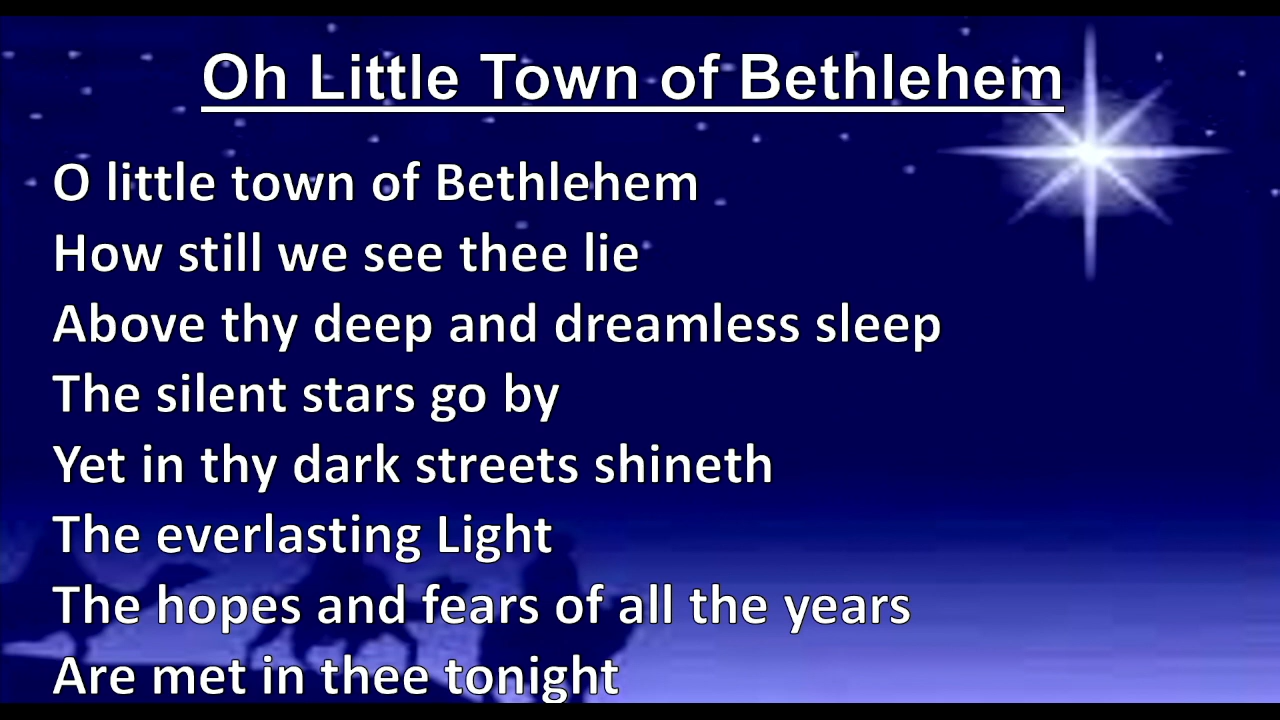 Oh Little Town of Bethlehem
O little town of Bethlehem
How still we see thee lie
Above thy deep and dreamless sleep
The silent stars go by
Yet in thy dark streets shineth
The everlasting Light
The hopes and fears of all the years
Are met in thee tonight